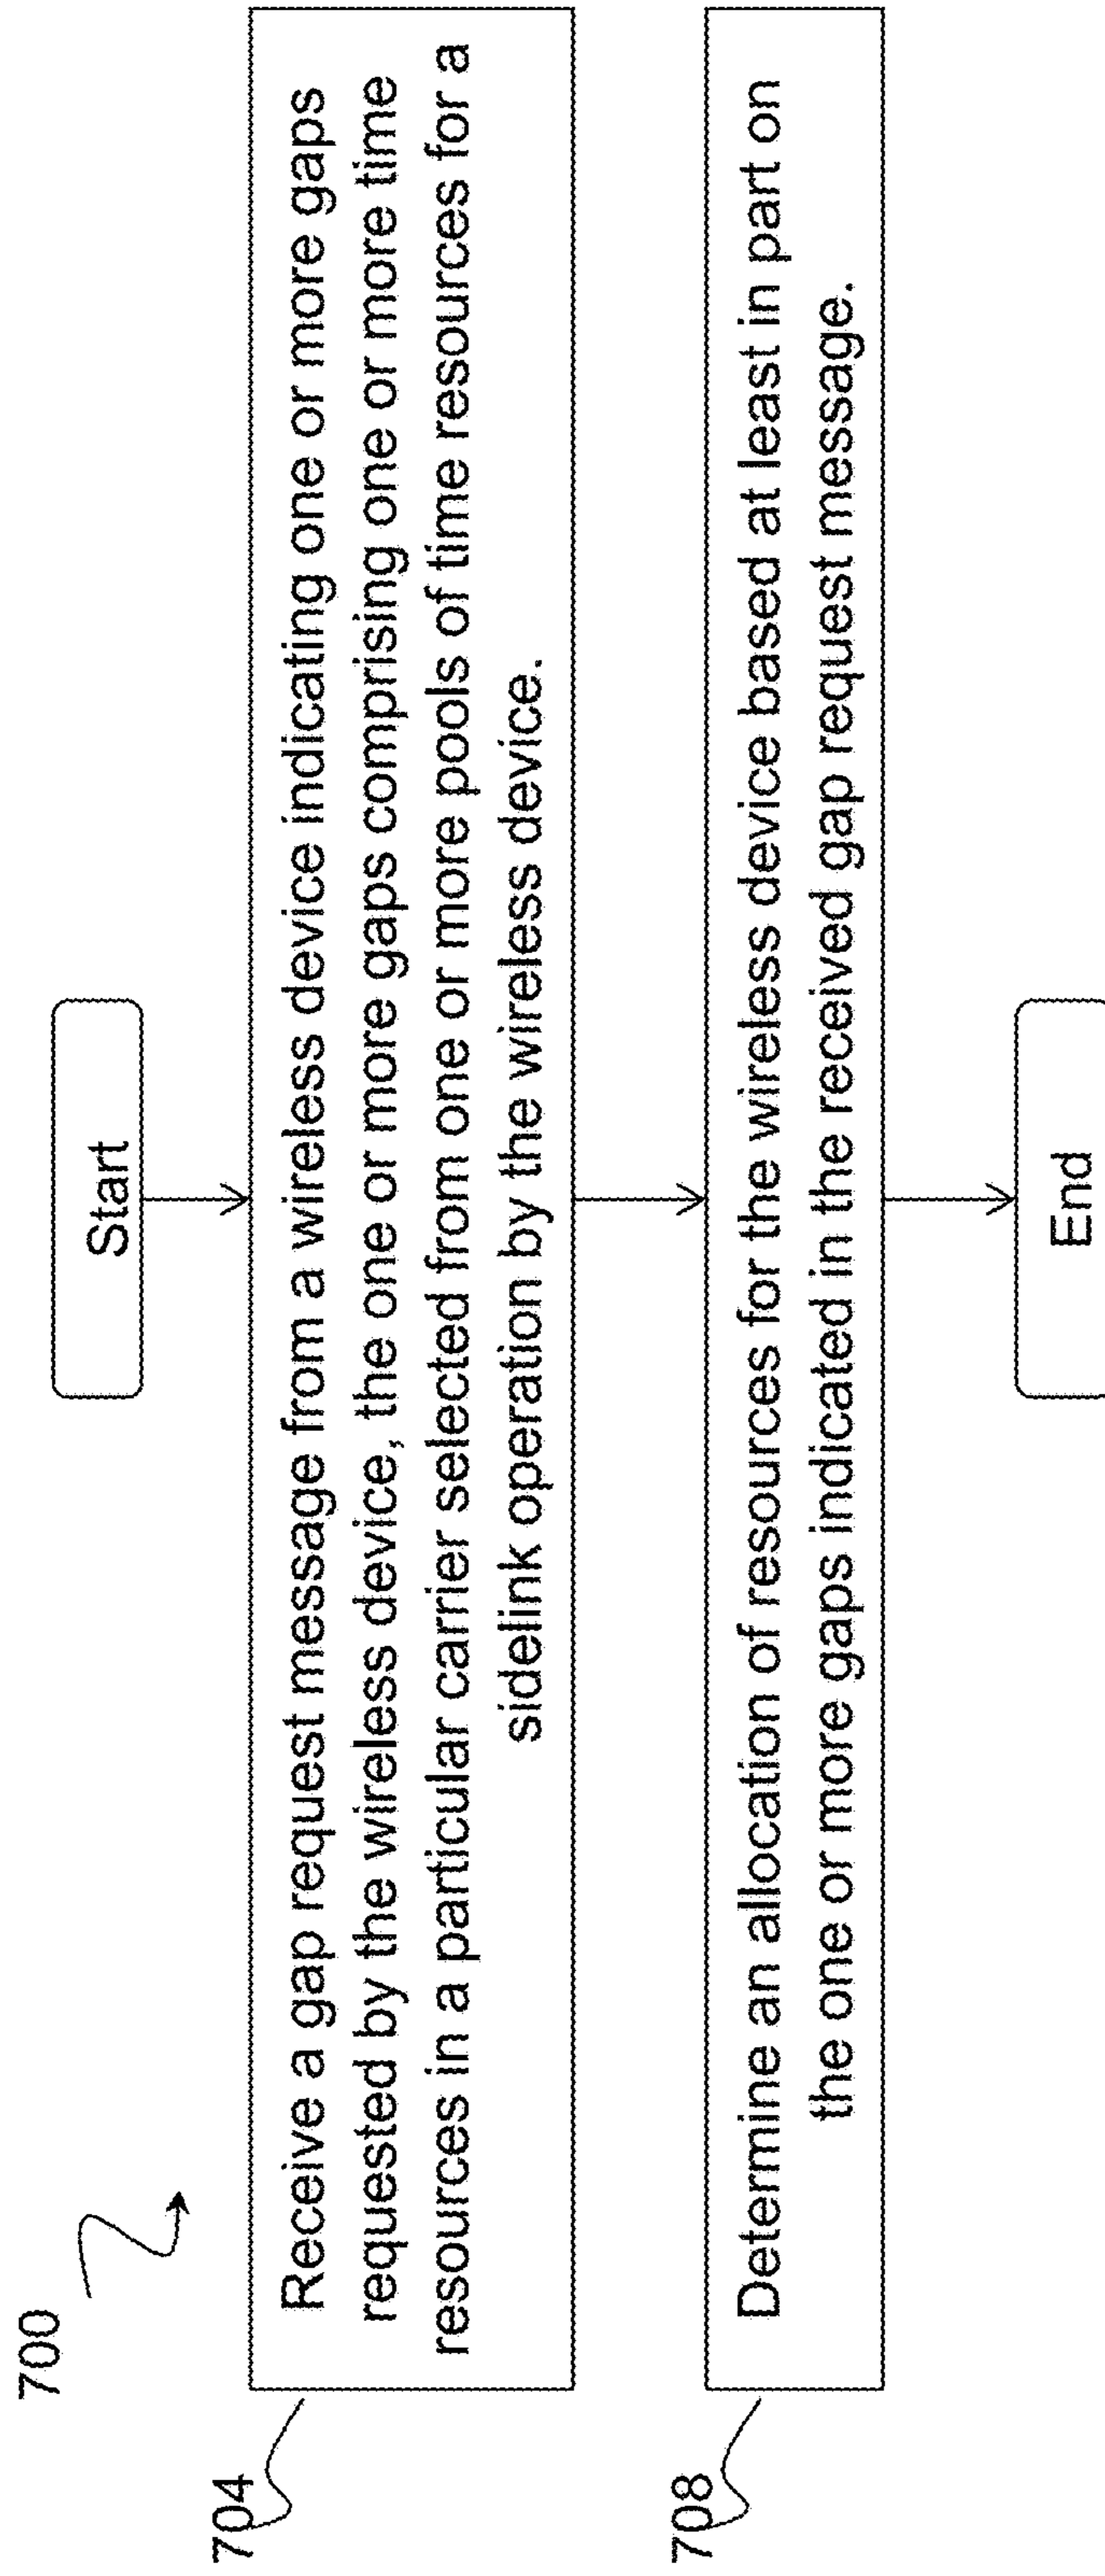 700
Start
704
Receive a gap request message from a wireless device indicating one or more gaps
requested by the wireless device, the one or more gaps comprising one or more time
resources in a particular carrier selected from one or more pools of time resources for a
sidelink operation by the wireless device.
708
Determine an allocation of resources for the wireless device based at least in part on
the one or more gaps indicated in the received gap request message.
End